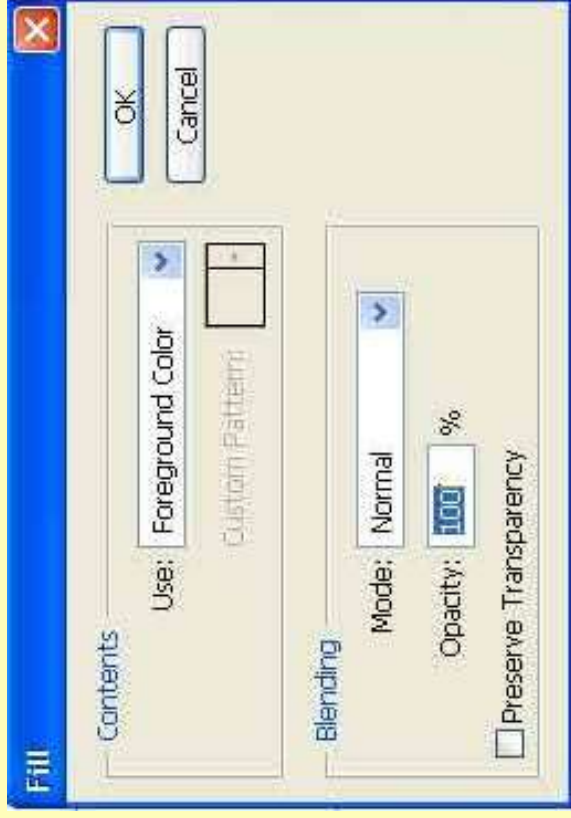 Fill
Contents
Use: Foreground Color
Custom Pattern:
OK
Cancel
Blending
Mode: Normal
Opacity: 100 %
Preserve Transparency